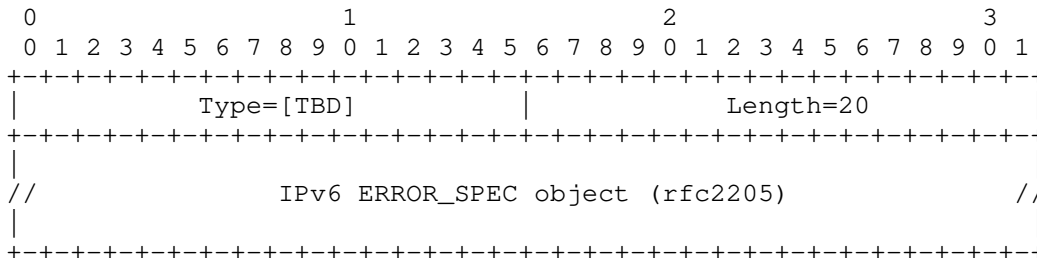 0                   1                   2                   3
 0 1 2 3 4 5 6 7 8 9 0 1 2 3 4 5 6 7 8 9 0 1 2 3 4 5 6 7 8 9 0 1
+-+-+-+-+-+-+-+-+-+-+-+-+-+-+-+-+-+-+-+-+-+-+-+-+-+-+-+-+-+-+-+--
|           Type=[TBD]          |            Length=20
+-+-+-+-+-+-+-+-+-+-+-+-+-+-+-+-+-+-+-+-+-+-+-+-+-+-+-+-+-+-+-+--
|
//               IPv6 ERROR_SPEC object (rfc2205)              //
|
+-+-+-+-+-+-+-+-+-+-+-+-+-+-+-+-+-+-+-+-+-+-+-+-+-+-+-+-+-+-+-+--